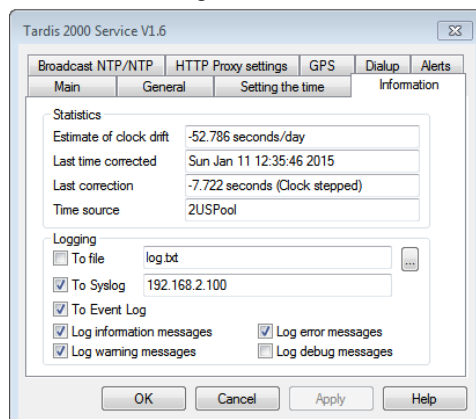 Tardis 2000 Service V1.6
Broadcast NTP/NTP HTTP Proxy settings GPS Dialup Alerts
Main General Setting the time Information
Statistics
Estimate of clock drift -52.786 seconds/day
Last time corrected Sun Jan 11 12:35:46 2015
Last correction -7.722 seconds (Clock stepped)
Time source 2USPool
Logging
To file log.txt ...
To Syslog 192.168.2.100
To Event Log
Log information messages Log error messages
Log warning messages Log debug messages
OK Cancel Apply Help